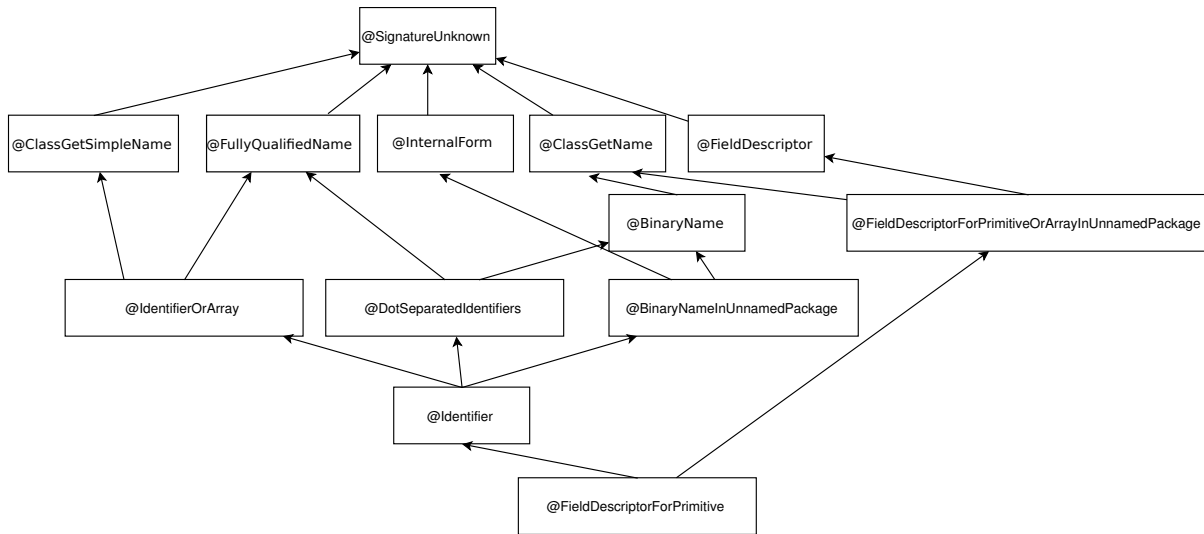 @SignatureUnknown
@ClassGetSimpleName
@FullyQualifiedName
@InternalForm
@ClassGetName
@FieldDescriptor
@BinaryName
@FieldDescriptorForPrimitiveOrArrayInUnnamedPackage
@IdentifierOrArray
@DotSeparatedIdentifiers
@BinaryNameInUnnamedPackage
@Identifier
@FieldDescriptorForPrimitive